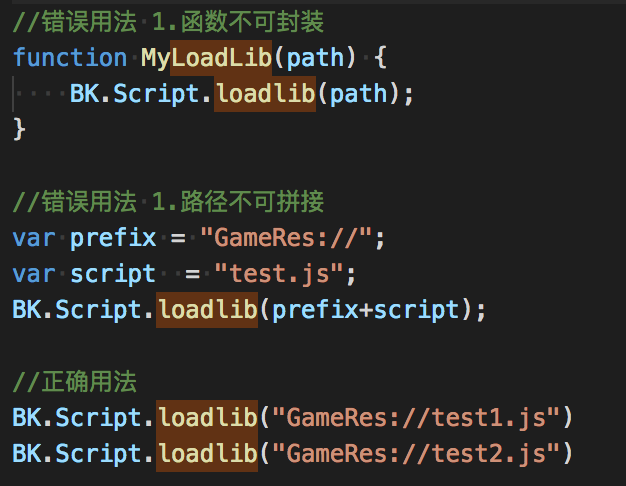 //错误用法 1.函数不可封装
function MyLoadLib(path) {
    BK.Script.loadlib(path);
}
//错误用法 1.路径不可拼接
var prefix = "GameRes://";
var script  = "test.js";
BK.Script.loadlib(prefix+script);
//正确用法
BK.Script.loadlib("GameRes://test1.js")
BK.Script.loadlib("GameRes://test2.js")